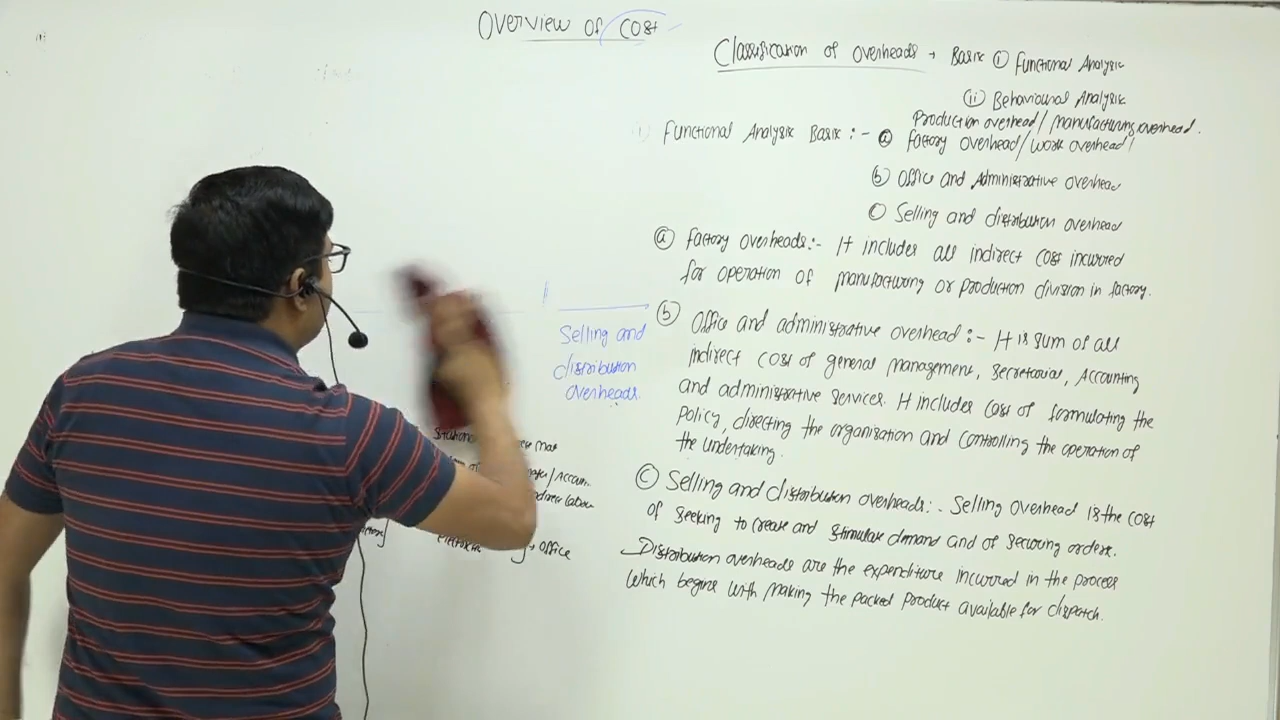 Overview of Cost
Classification of overheads → Basis (i) Functional Analysis
(ii) Behavioural Analysis
Production overhead/manufacturing overhead.
Functional Analysis Basis :- (a) Factory overhead/work overhead/
(b) Office and Administrative overhead
(c) Selling and distribution overhead
(a) Factory overheads:- It includes all indirect cost incurred
for operation of manufacturing or production division in factory.
(b) Office and administrative overhead :- It is sum of all
indirect cost of general management, secretarial, Accounting
and administrative services. It includes cost of formulating the
policy, directing the organisation and controlling the operation of
the undertaking.
(c) Selling and distribution overheads:- Selling overhead is the cost
of seeking to create and stimulate demand and of securing orders.
Distribution overheads are the expenditure incurred in the process
which begins with making the packed product available for dispatch.
Selling and
distribution
overheads.
→ office